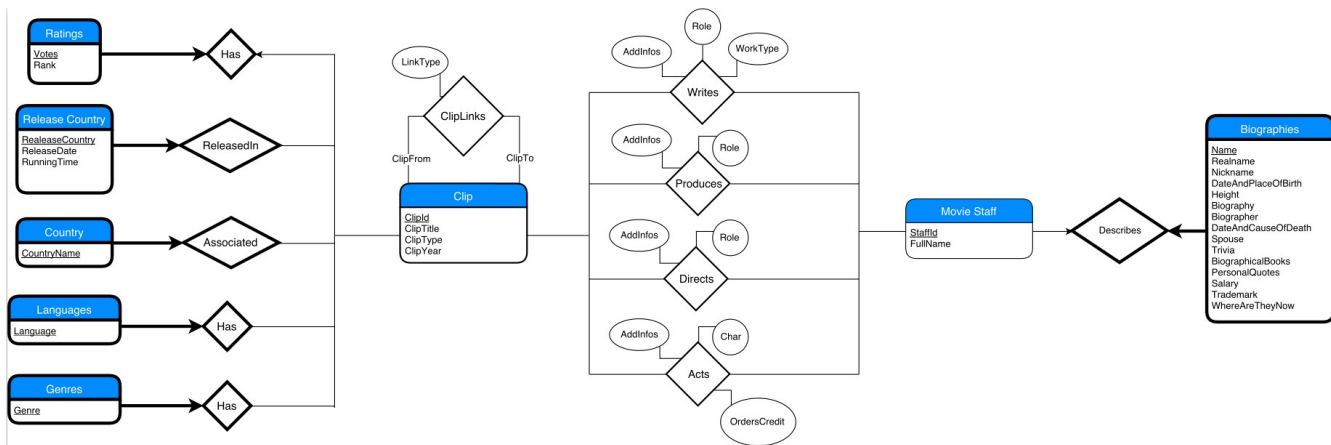 Ratings
Votes
Rank
Has
Release Country
RealeaseCountry
ReleaseDate
RunningTime
ReleasedIn
Country
CountryName
Associated
Languages
Language
Has
Genres
Genre
Has
LinkType
ClipLinks
ClipFrom
ClipTo
Clip
ClipId
ClipTitle
ClipType
ClipYear
Role
AddInfos
WorkType
Writes
AddInfos
Role
Produces
AddInfos
Role
Directs
AddInfos
Char
Acts
OrdersCredit
Movie Staff
StaffId
FullName
Describes
Biographies
Name
Realname
Nickname
DateAndPlaceOfBirth
Height
Biography
Biographer
DateAndCauseOfDeath
Spouse
Trivia
BiographicalBooks
PersonalQuotes
Salary
Trademark
WhereAreTheyNow